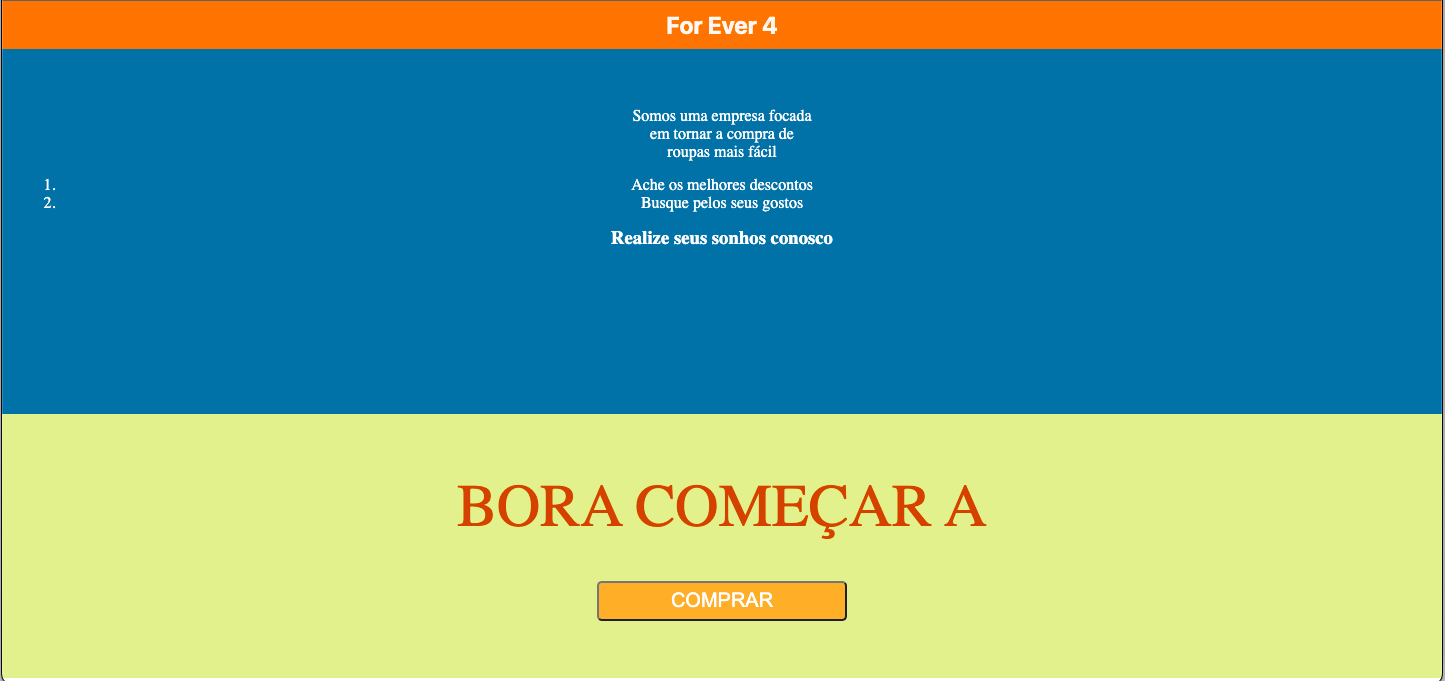 For Ever 4
Somos uma empresa focada
em tornar a compra de
roupas mais fácil
1. Ache os melhores descontos
2. Busque pelos seus gostos
Realize seus sonhos conosco
BORA COMEÇAR A
COMPRAR